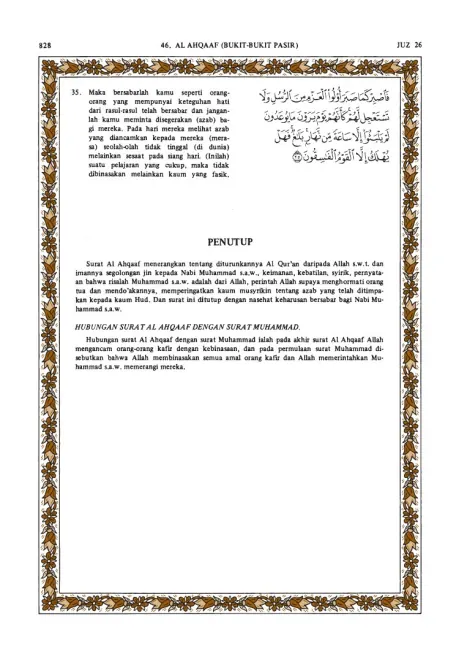 828
46. AL AHQAAF (BUKIT-BUKIT PASIR)
JUZ 26
35. Maka bersabarlah kamu seperti orang-
orang yang mempunyai keteguhan hati
dari rasul-rasul telah bersabar dan jangan-
lah kamu meminta disegerakan (azab) ba-
gi mereka. Pada hari mereka melihat azab
yang diancamkan kepada mereka (mera-
sa) seolah-olah tidak tinggal (di dunia)
melainkan sesaat pada siang hari. (Inilah)
suatu pelajaran yang cukup, maka tidak
dibinasakan melainkan kaum yang fasik.
فَٱصْبِرْ كَمَا صَبَرَ أُو۟لُوا۟ ٱلْعَزْمِ مِنَ ٱلرُّسُلِ وَلَا
تَسْتَعْجِل لَّهُمْ كَأَنَّهُمْ يَوْمَ يَرَوْنَ مَا يُوعَدُونَ
لَمْ يَلْبَثُوٓا۟ إِلَّا سَاعَةً مِّن نَّهَارٍۭ بَلَٰغٌ فَهَلْ
يُهْلَكُ إِلَّا ٱلْقَوْمُ ٱلْفَٰسِقُونَ ۝٣٥
PENUTUP
Surat Al Ahqaaf menerangkan tentang diturunkannya Al Qur'an daripada Allah s.w.t. dan
imannya segolongan jin kepada Nabi Muhammad s.a.w., keimanan, kebatilan, syirik, pernyata-
an bahwa risalah Muhammad s.a.w. adalah dari Allah, perintah Allah supaya menghormati orang
tua dan mendo'akannya, memperingatkan kaum musyrikin tentang azab yang telah ditimpa-
kan kepada kaum Hud. Dan surat ini ditutup dengan nasehat keharusan bersabar bagi Nabi Mu-
hammad s.a.w.
HUBUNGAN SURAT AL AHQAAF DENGAN SURAT MUHAMMAD.
Hubungan surat Al Ahqaaf dengan surat Muhammad ialah pada akhir surat Al Ahqaaf Allah
mengancam orang-orang kafir dengan kebinasaan, dan pada permulaan surat Muhammad di-
sebutkan bahwa Allah membinasakan semua amal orang kafir dan Allah memerintahkan Mu-
hammad s.a.w. memerangi mereka.